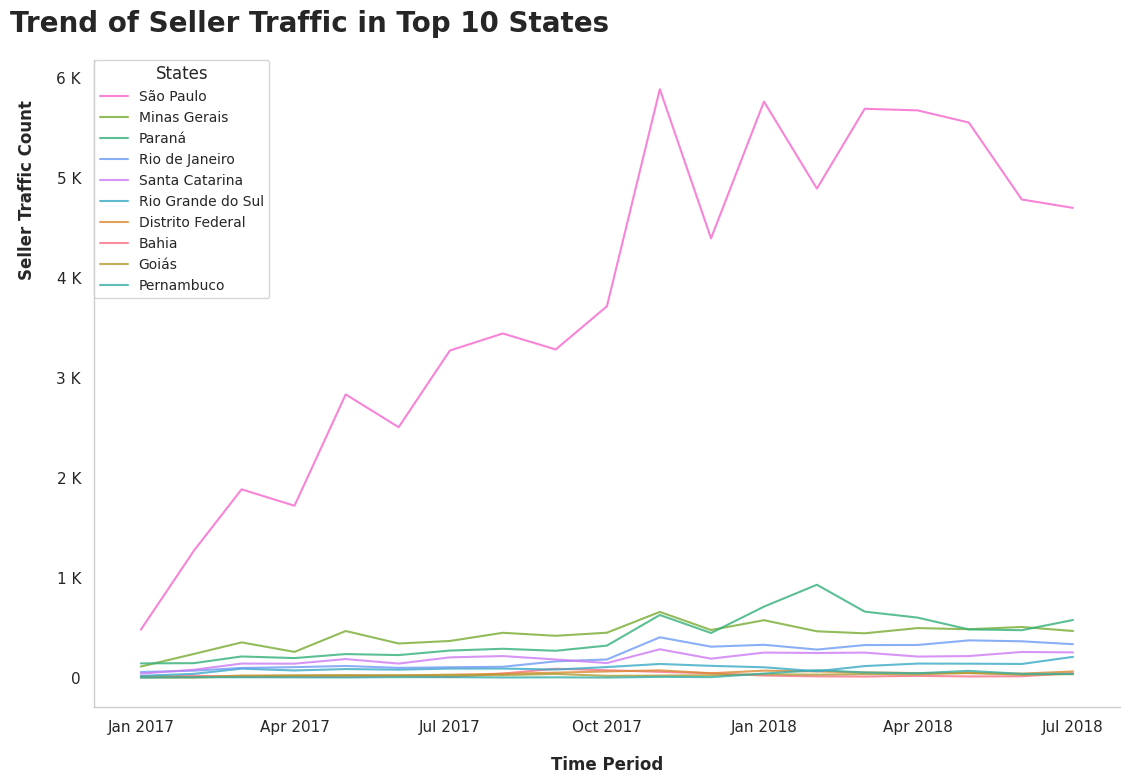 Trend of Seller Traffic in Top 10 States
Seller Traffic Count
6 K
5 K
4 K
3 K
2 K
1 K
0
States
São Paulo
Minas Gerais
Paraná
Rio de Janeiro
Santa Catarina
Rio Grande do Sul
Distrito Federal
Bahia
Goiás
Pernambuco
Jan 2017
Apr 2017
Jul 2017
Oct 2017
Jan 2018
Apr 2018
Jul 2018
Time Period